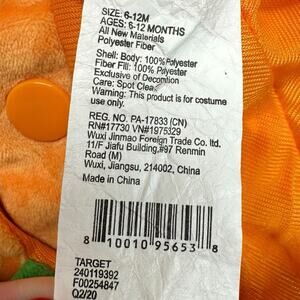 SIZE: 6-12M
AGES: 6-12 MONTHS
All New Materials
Polyester Fiber
Shell: Body: 100% Polyester
Fiber Fill: 100% Polyester
Exclusive of Decoration
Care: Spot Clean
Warning: This product is for costume
use only.
REG. NO. PA-17833 (CN)
RN#17730 VN#1975329
Wuxi Jinmao Foreign Trade Co. ltd.
11/F Jiafu Building,#97 Renmin
Road (M)
Wuxi, Jiangsu, 214002, China
Made in China
8 10010 95653 8
TARGET
240119392
F00254847
Q2/20